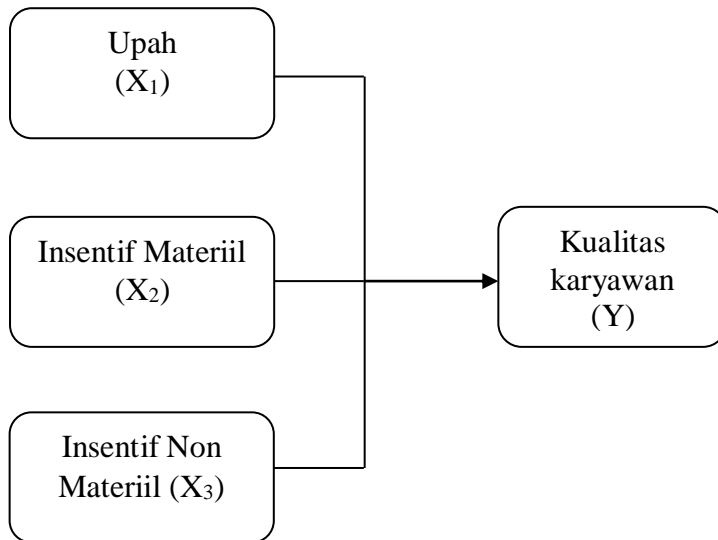 Upah
(X₁)
Insentif Materiil
(X₂)
Insentif Non
Materiil (X₃)
Kualitas
karyawan
(Y)